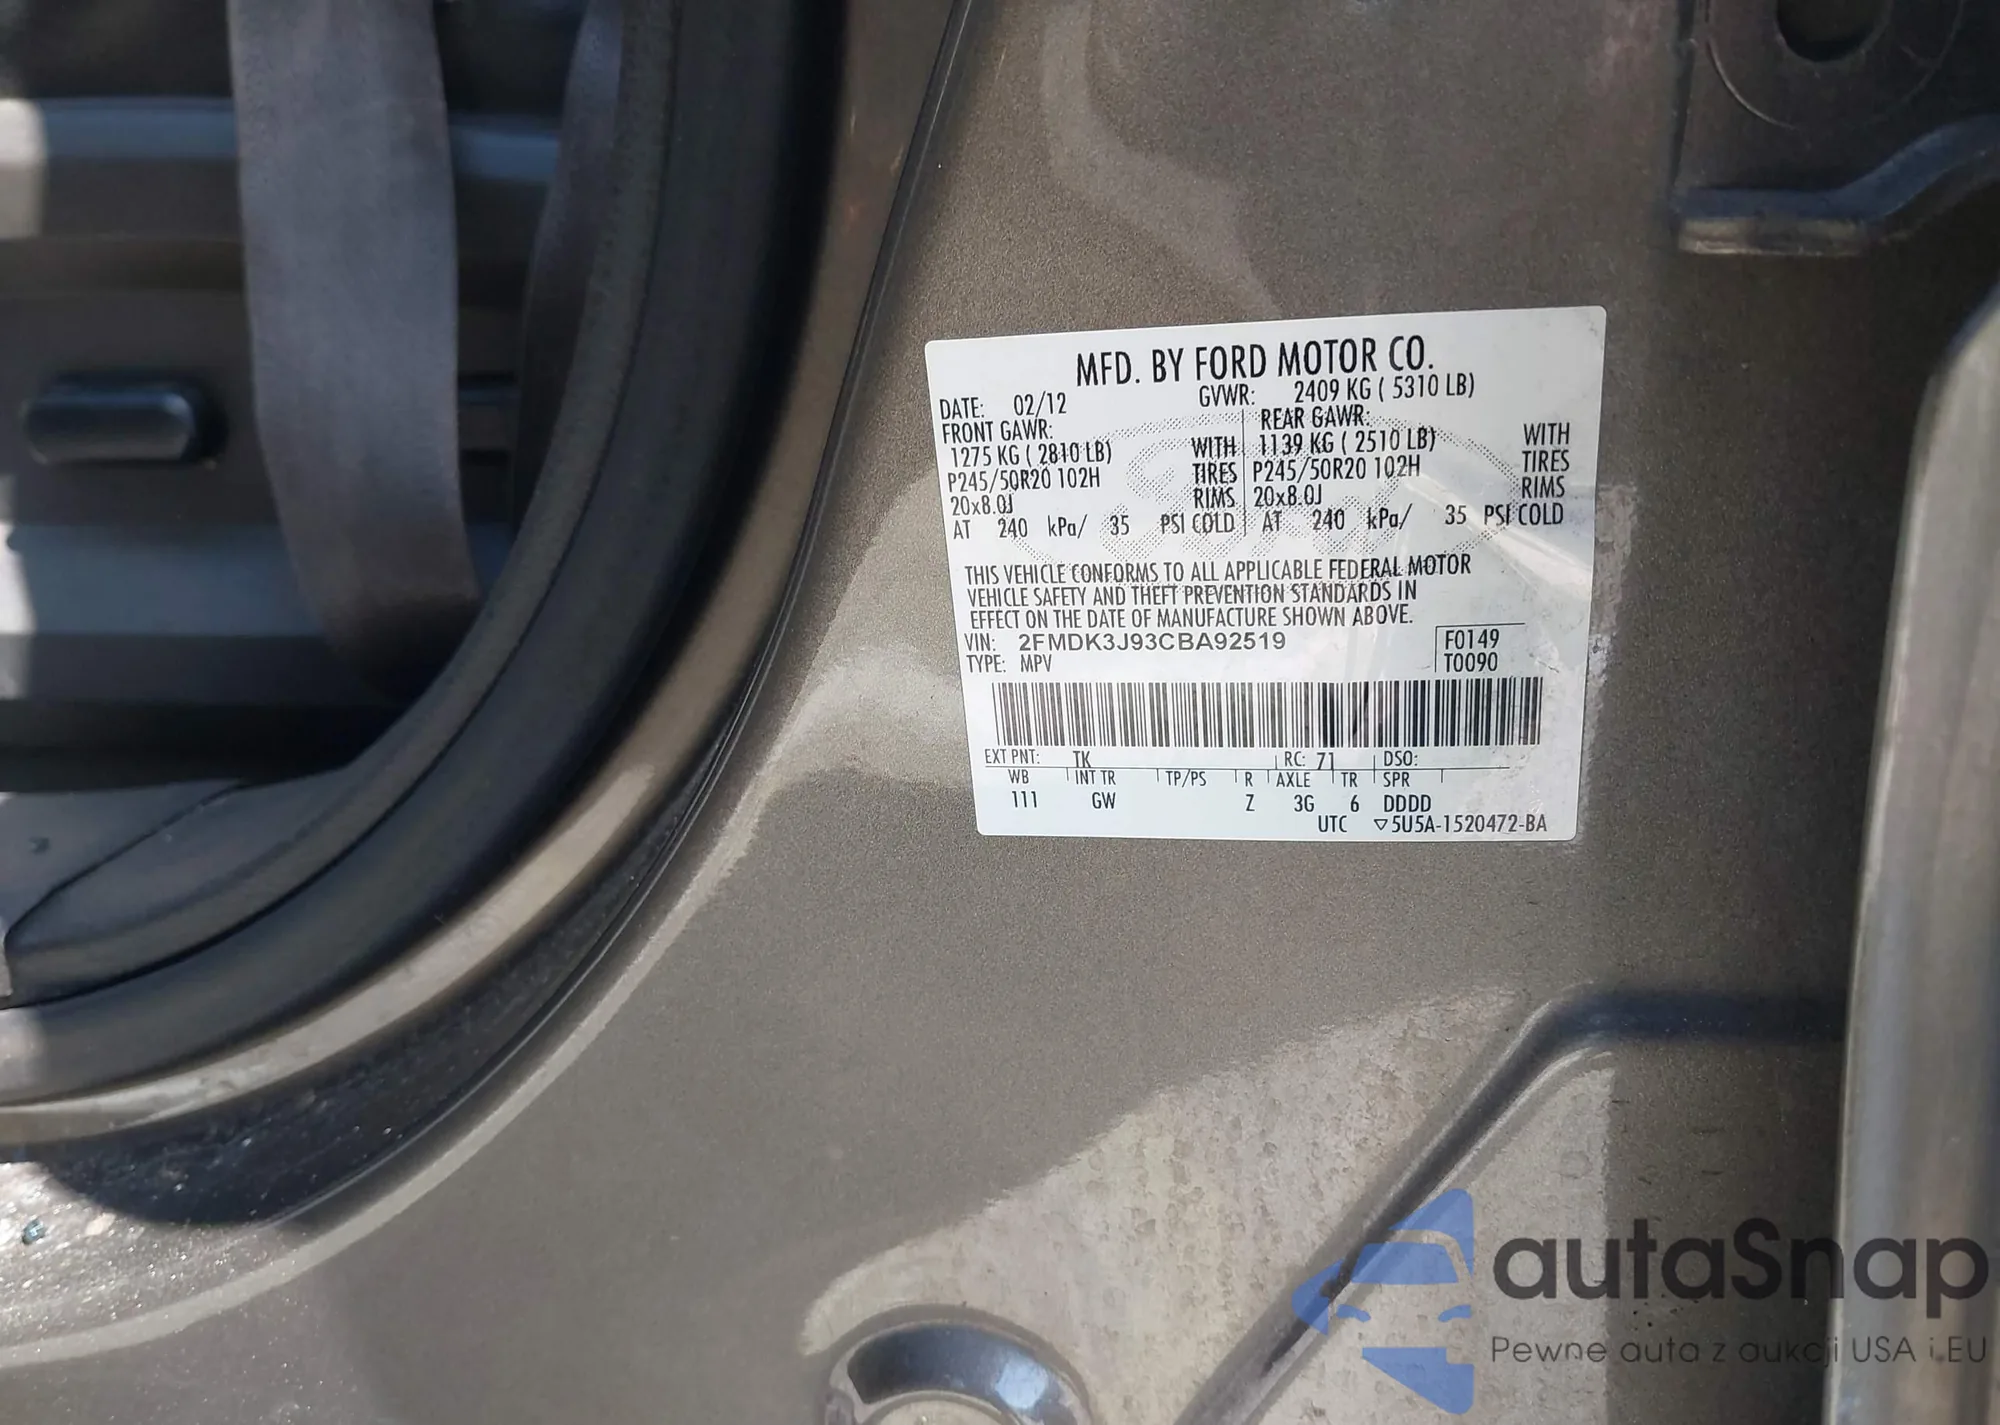 MFD. BY FORD MOTOR CO.
DATE: 02/12 GVWR: 2409 KG ( 5310 LB)
FRONT GAWR: REAR GAWR:
1275 KG ( 2810 LB) WITH 1139 KG ( 2510 LB) WITH
P245/50R20 102H TIRES P245/50R20 102H TIRES
20x8.0J RIMS 20x8.0J RIMS
AT 240 kPa/ 35 PSI COLD AT 240 kPa/ 35 PSI COLD
THIS VEHICLE CONFORMS TO ALL APPLICABLE FEDERAL MOTOR
VEHICLE SAFETY AND THEFT PREVENTION STANDARDS IN
EFFECT ON THE DATE OF MANUFACTURE SHOWN ABOVE.
VIN: 2FMDK3J93CBA92519 F0149
TYPE: MPV T0090
EXT PNT: TK RC: 71 DSO:
WB INT TR TP/PS R AXLE TR SPR
111 GW Z 3G 6 DDDD
UTC ▽5U5A-1520472-BA
autaSnap
Pewne auta z aukcji USA i EU